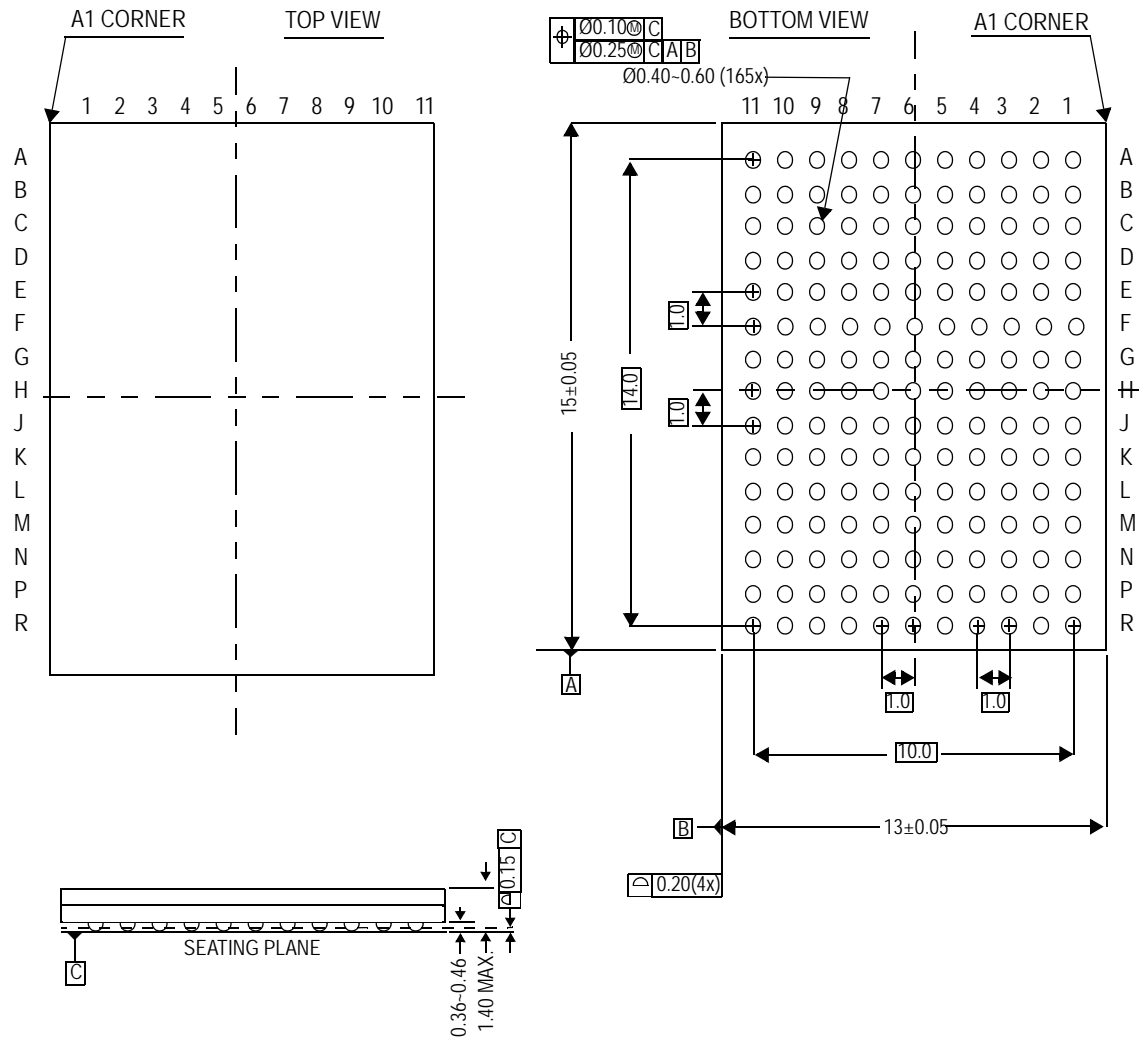 A1 CORNER
TOP VIEW
1 2 3 4 5 6 7 8 9 10 11
A
B
C
D
E
F
G
H
J
K
L
M
N
P
R
Ø0.10Ⓜ C
Ø0.25Ⓜ C A B
BOTTOM VIEW
A1 CORNER
Ø0.40~0.60 (165x)
11 10 9 8 7 6 5 4 3 2 1
A
B
C
D
E
F
G
H
J
K
L
M
N
P
R
1.0
15±0.05
14.0
1.0
A
1.0
1.0
10.0
B
13±0.05
0.20(4x)
0.15 C
SEATING PLANE
C
0.36~0.46
1.40 MAX.